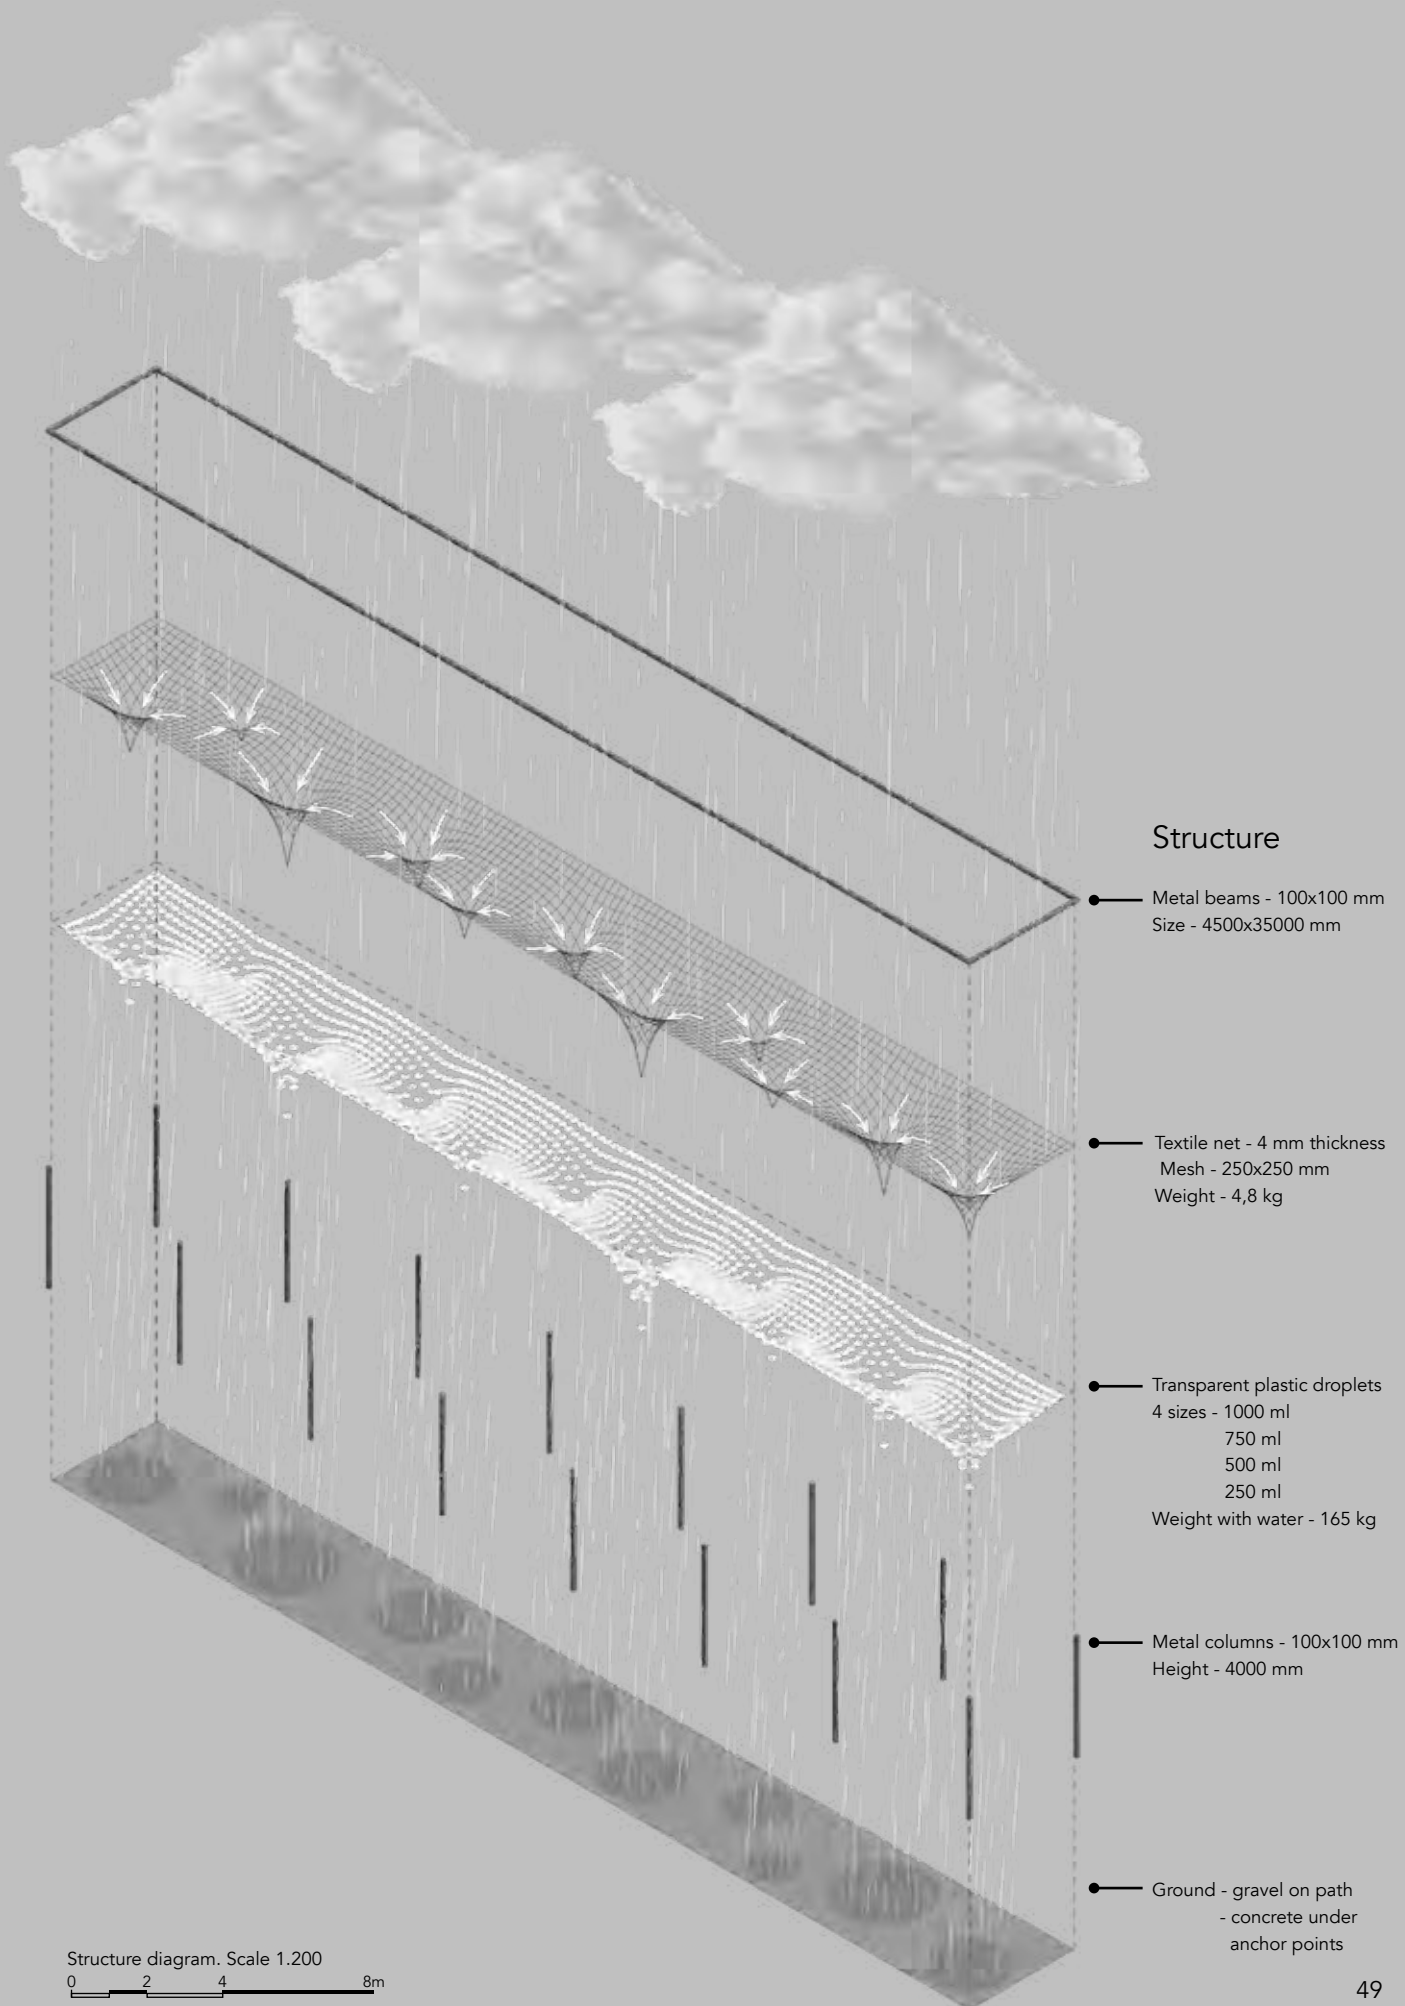 Structure
Metal beams - 100x100 mm
Size - 4500x35000 mm
Textile net - 4 mm thickness
Mesh - 250x250 mm
Weight - 4,8 kg
Transparent plastic droplets
4 sizes - 1000 ml
750 ml
500 ml
250 ml
Weight with water - 165 kg
Metal columns - 100x100 mm
Height - 4000 mm
Ground - gravel on path
- concrete under
anchor points
Structure diagram. Scale 1.200
0 2 4 8m
49